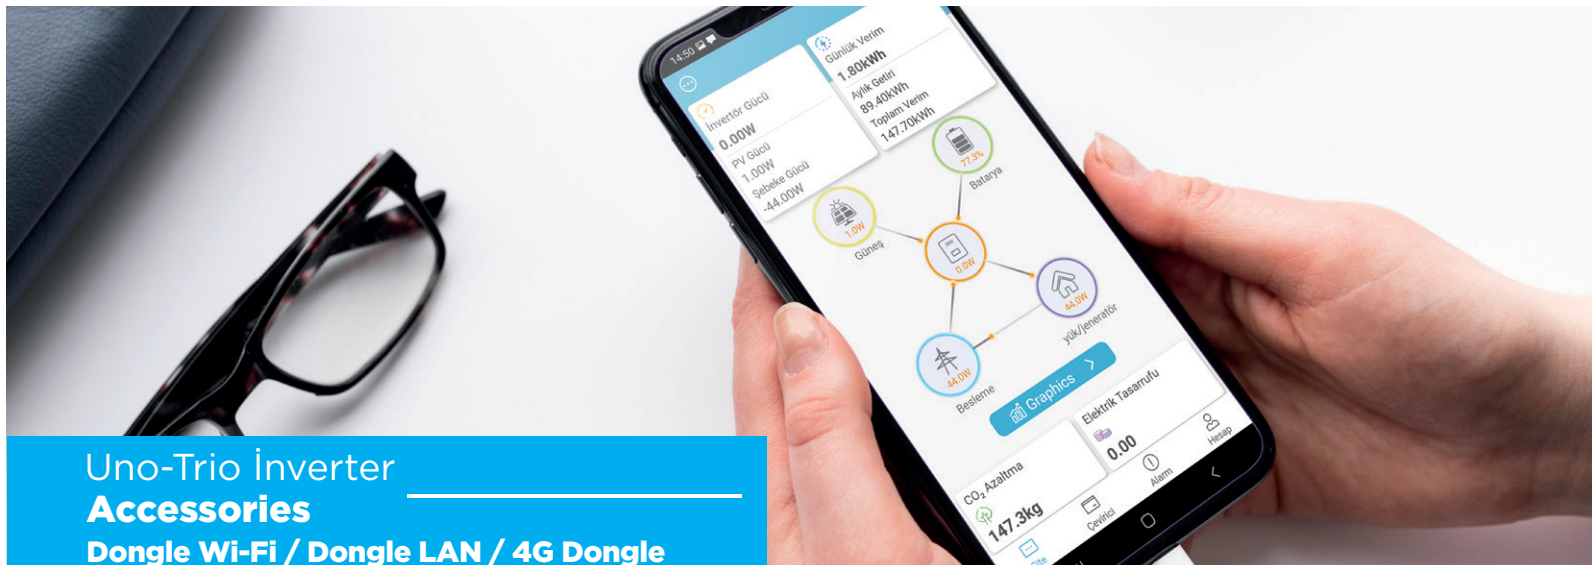 14:50
İnvertör Gücü
0.00W
PV Gücü
1.00W
Şebeke Gücü
-44.00W
Günlük Verim
1.80kWh
Aylık Getiri
89.40kWh
Toplam Verim
147.70kWh
77.3%
Batarya
1.0W
Güneş
0.0W
44.0W
yük/jeneratör
44.0W
Besleme
Graphics
CO₂ Azaltma
147.3kg
Elektrik Tasarrufu
0.00
Site
Çevirici
Alarm
Hesap
Uno-Trio İnverter
Accessories
Dongle Wi-Fi / Dongle LAN / 4G Dongle